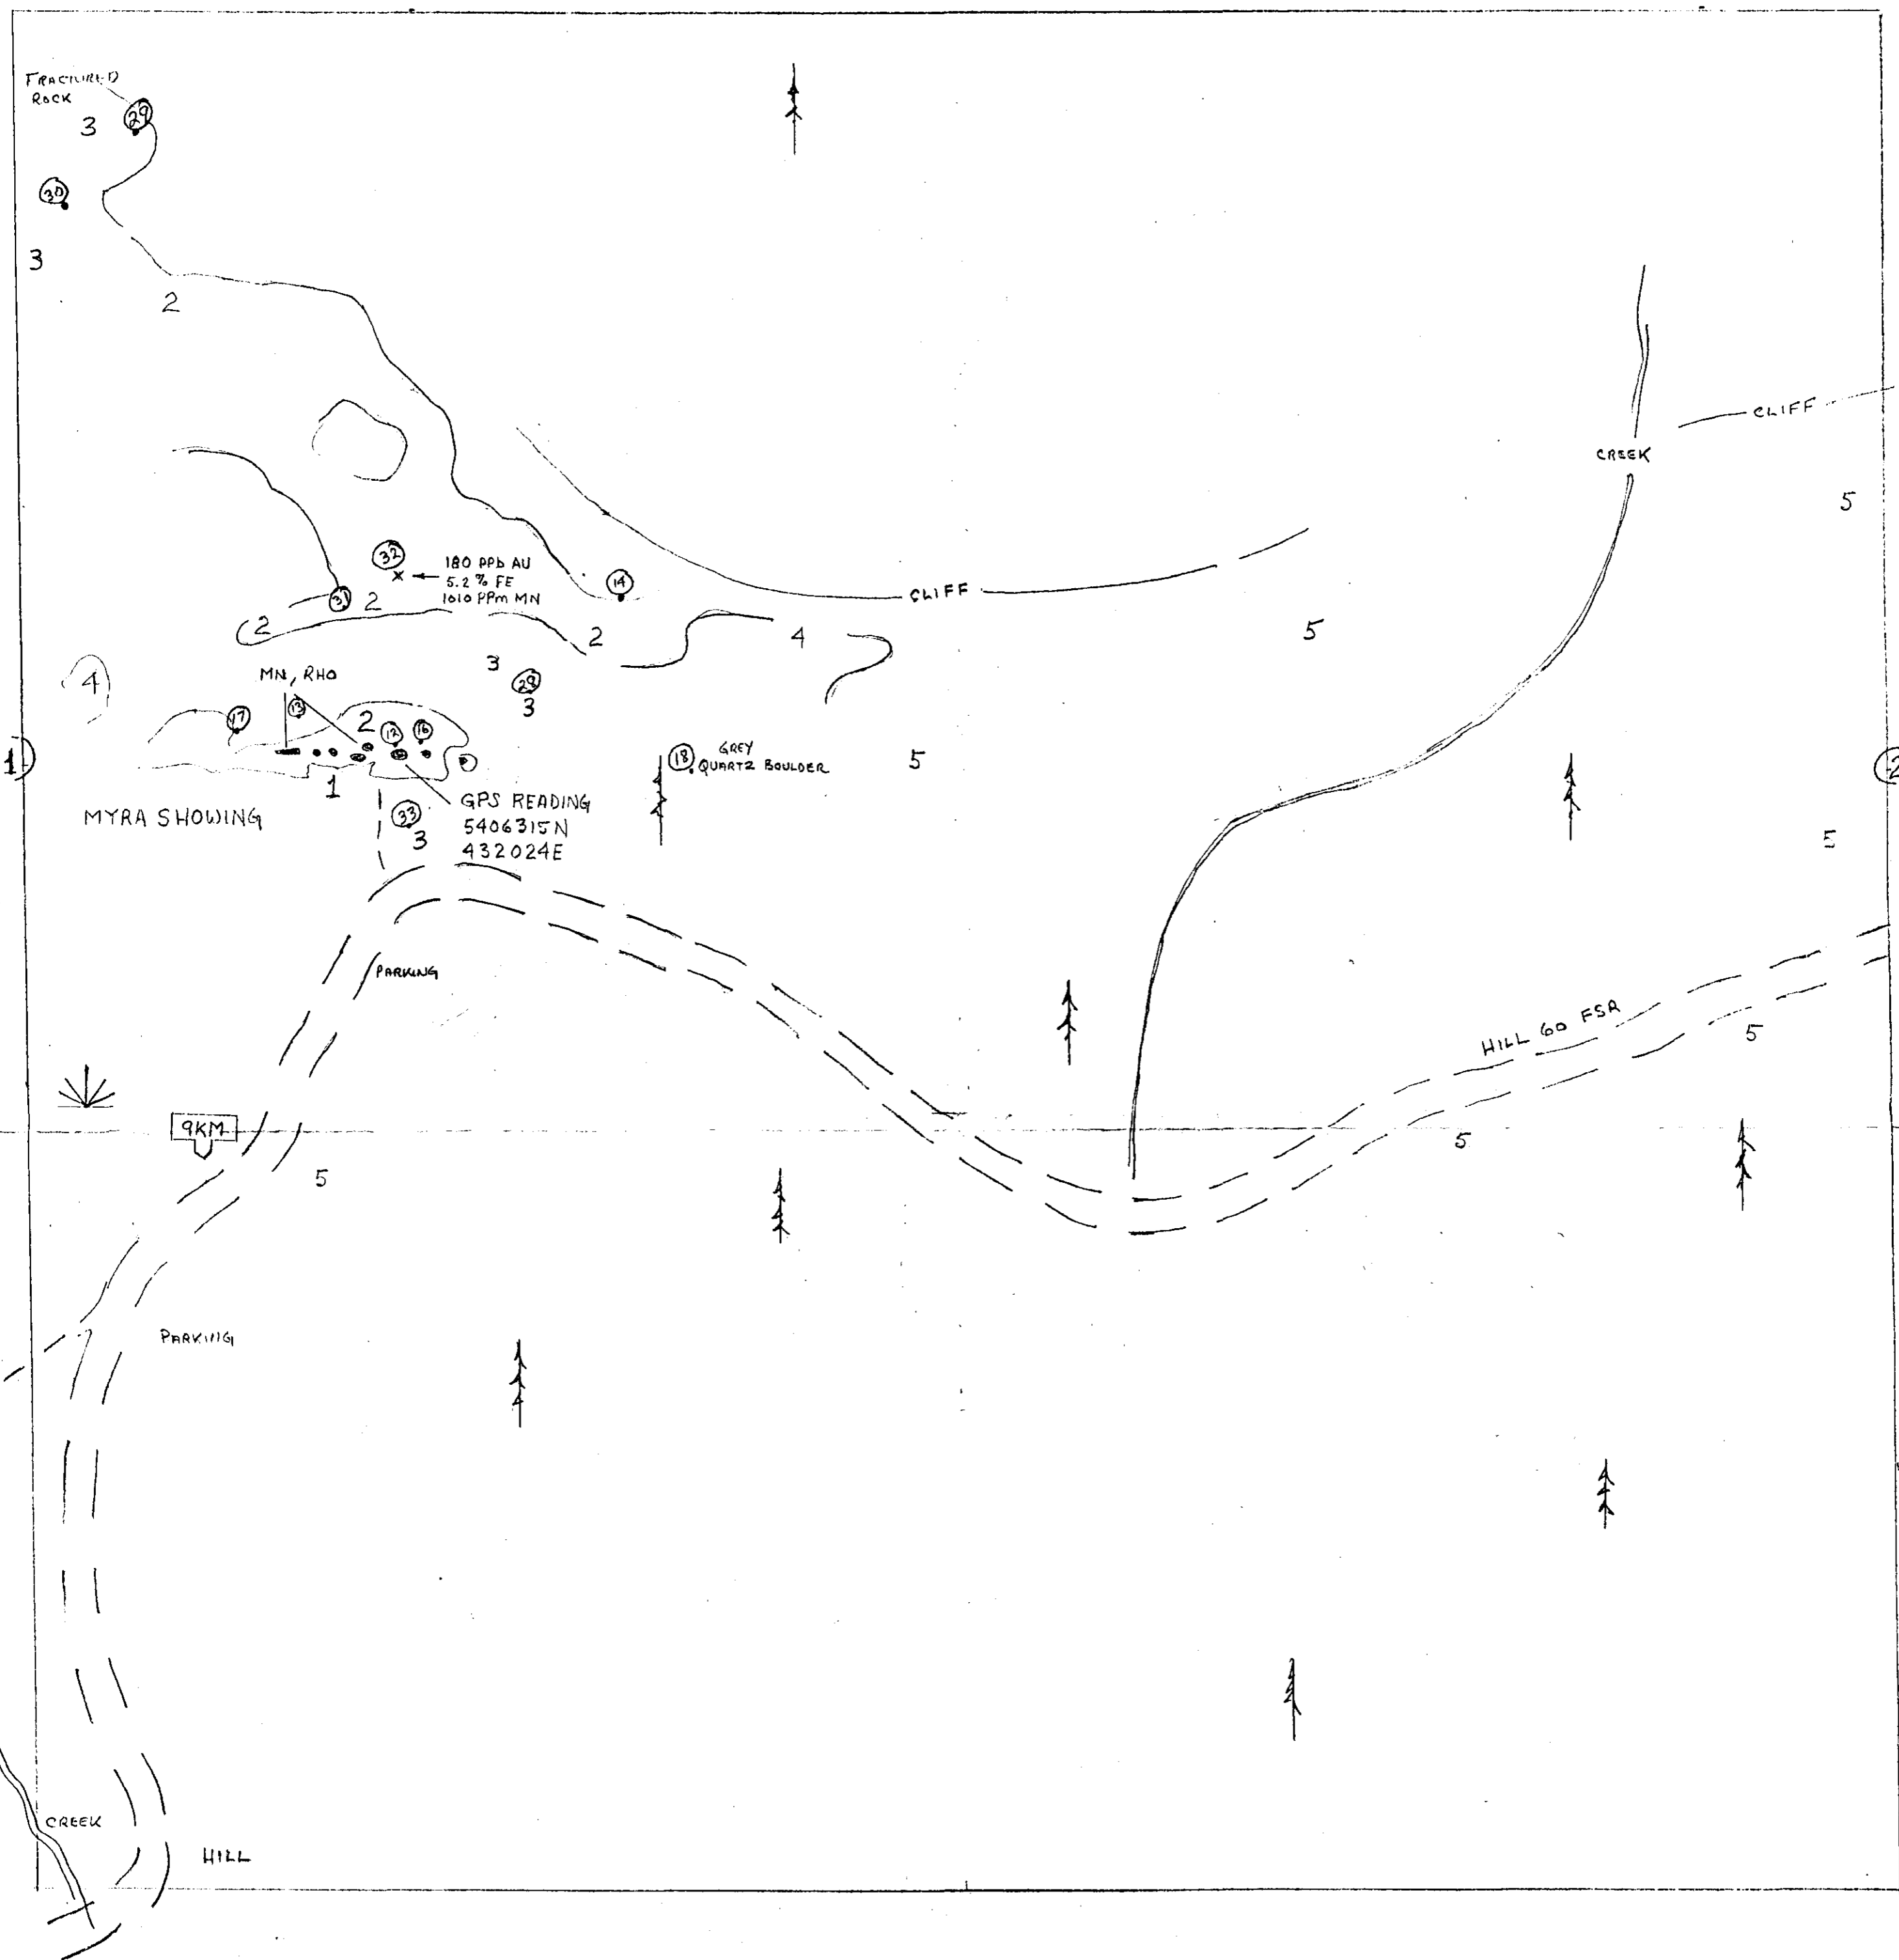 FRACTURED
ROCK
3
29
30
3
2
CLIFF
CREEK
5
32
180 PPb AU
5.2 % FE
1010 PPm MN
14
31
2
CLIFF
2
2
4
5
3
4
MN, RHO
28
3
13
17
2
12
16
1
18
GREY
QUARTZ BOULDER
5
2
1
MYRA SHOWING
33
3
GPS READING
5406315N
432024E
5
PARKING
HILL 60 FSR
5
9KM
5
5
PARKING
CREEK
HILL